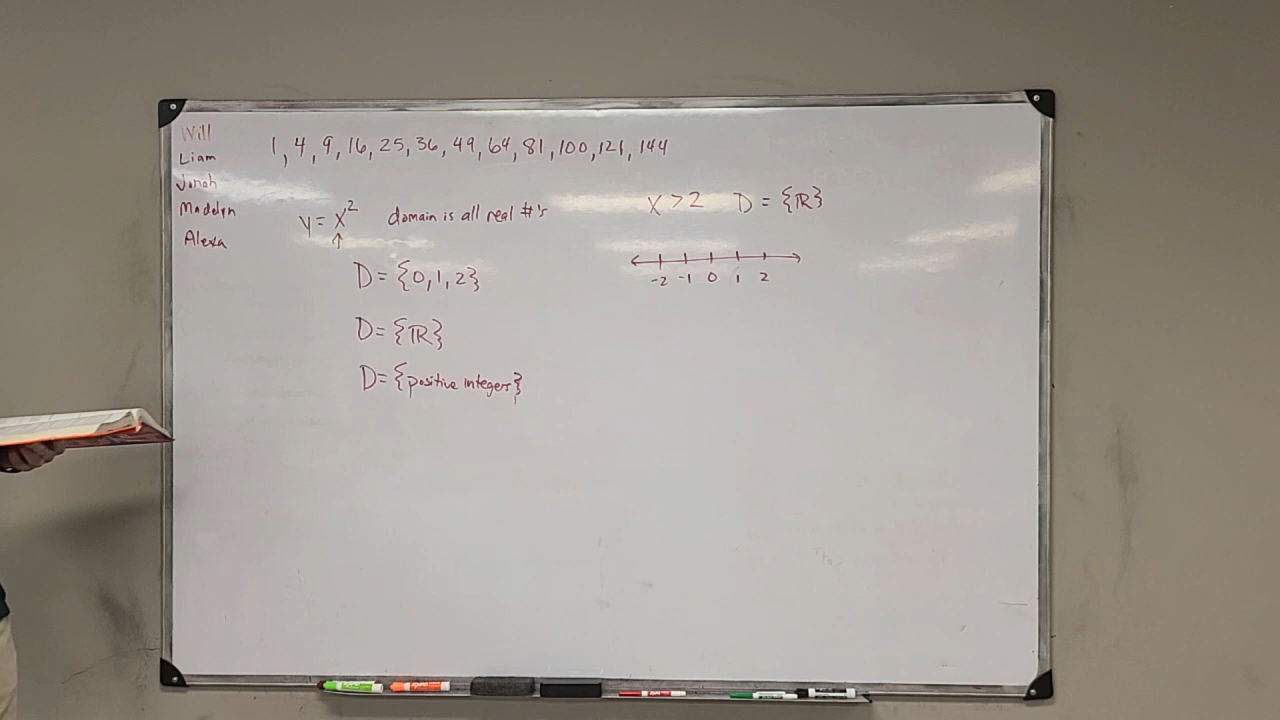 Will
Liam
Jonah
Madelyn
Alexa
1, 4, 9, 16, 25, 36, 49, 64, 81, 100, 121, 144
y = x² domain is all real #'s
↑
D = {0, 1, 2}
D = {ℝ}
D = {positive integers}
x > 2 D = {ℝ}
-2 -1 0 1 2